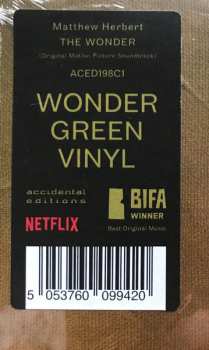 Matthew Herbert
THE WONDER
(Original Motion Picture Soundtrack)
ACED198C1
WONDER
GREEN
VINYL
accidental
editions
BIFA
WINNER
NETFLIX
Best Original Music
5 053760 099420